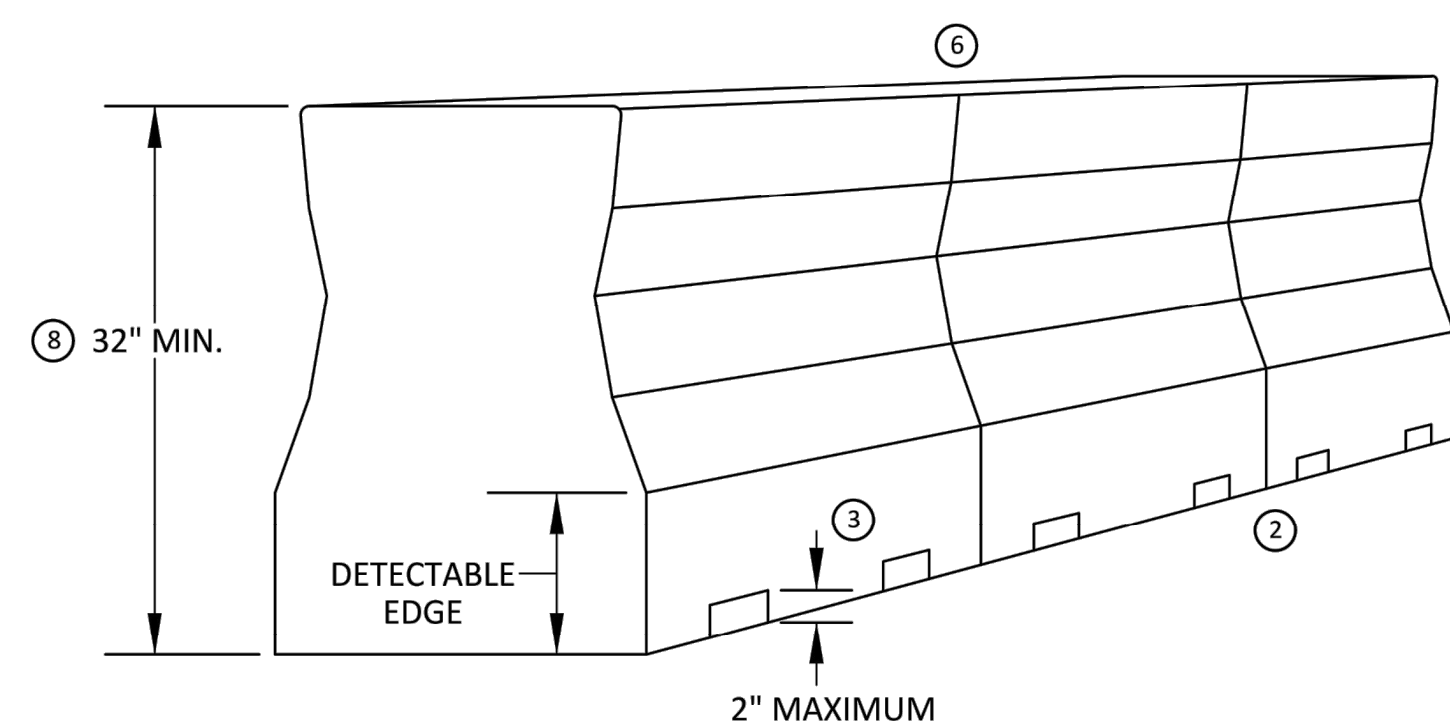 6
8 32" MIN.
3
2
DETECTABLE
EDGE
2" MAXIMUM